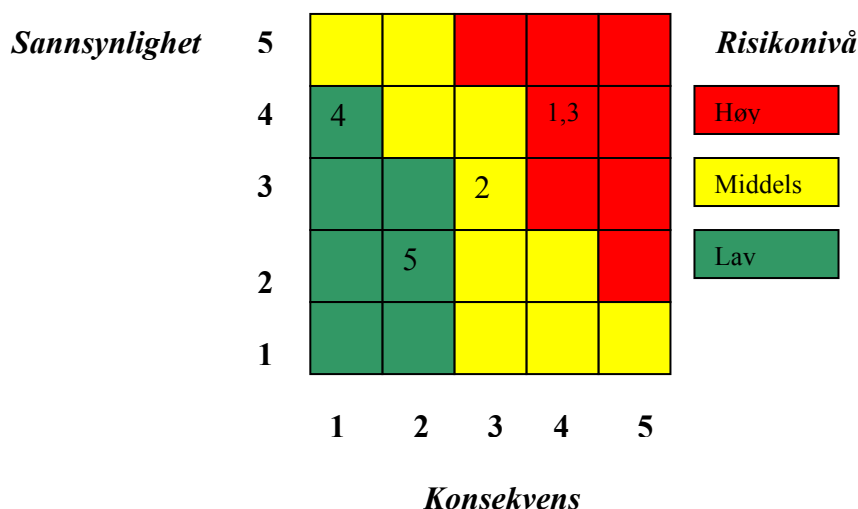 Sannsynlighet 5 Risikonivå
4 4 1,3 Høy
3 2 Middels
2 5 Lav
1
1 2 3 4 5
Konsekvens